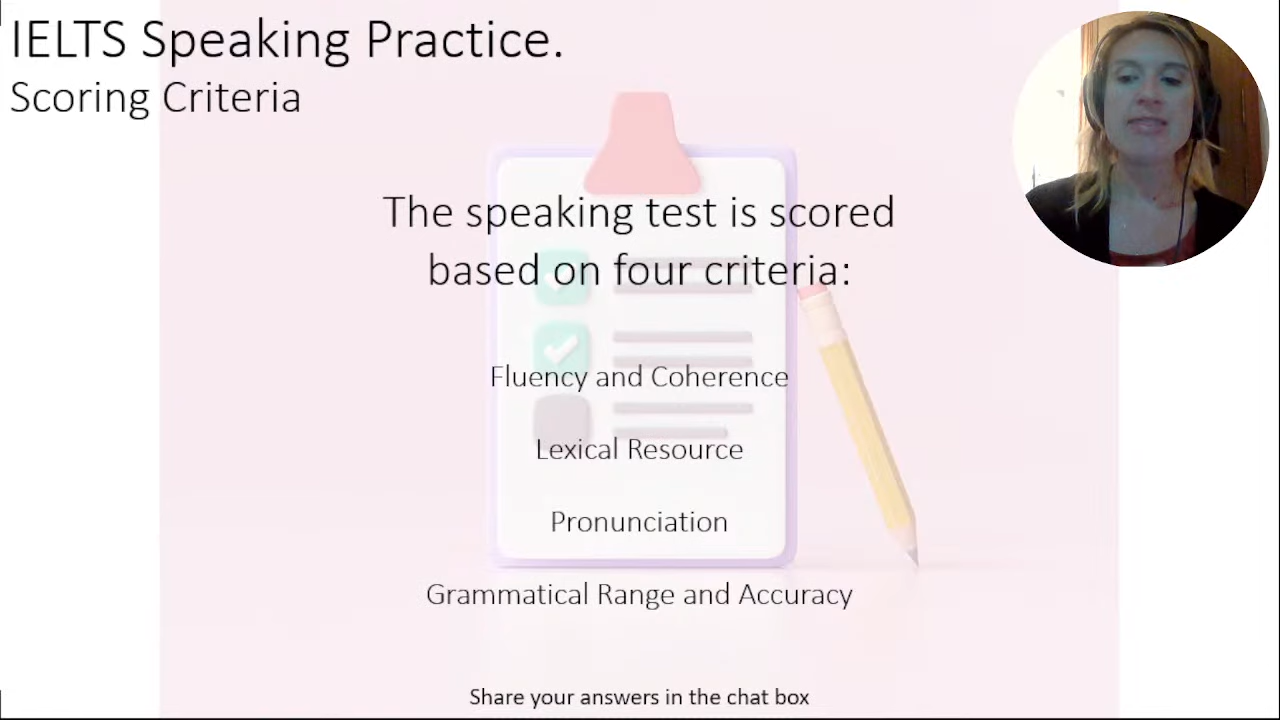 IELTS Speaking Practice.
Scoring Criteria
The speaking test is scored
based on four criteria:
Fluency and Coherence
Lexical Resource
Pronunciation
Grammatical Range and Accuracy
Share your answers in the chat box